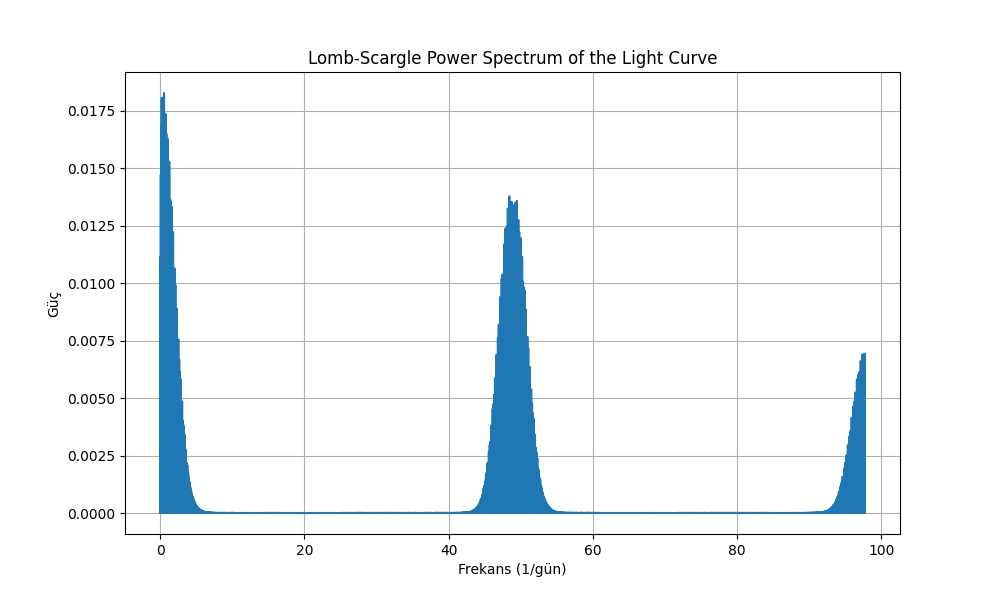 Lomb-Scargle Power Spectrum of the Light Curve
Güç
0.0175
0.0150
0.0125
0.0100
0.0075
0.0050
0.0025
0.0000
0 20 40 60 80 100
Frekans (1/gün)